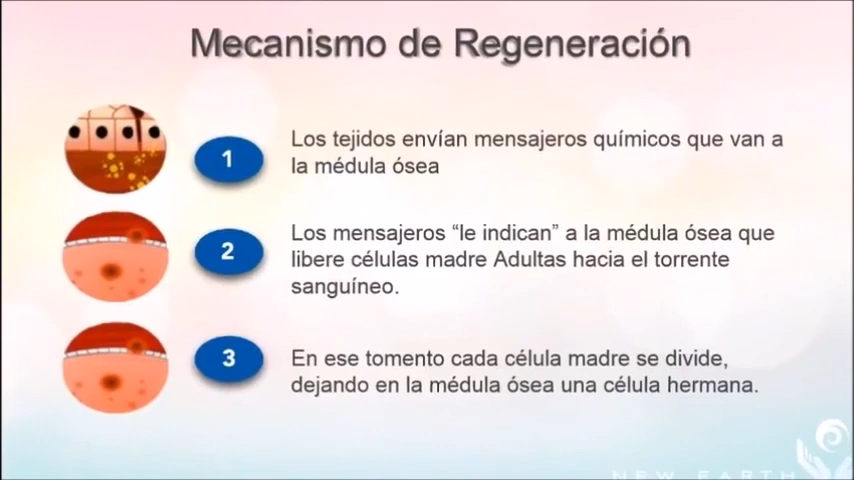 Mecanismo de Regeneración
1
Los tejidos envían mensajeros químicos que van a
la médula ósea
2
Los mensajeros “le indican” a la médula ósea que
libere células madre Adultas hacia el torrente
sanguíneo.
3
En ese tomento cada célula madre se divide,
dejando en la médula ósea una célula hermana.
NEW EARTH